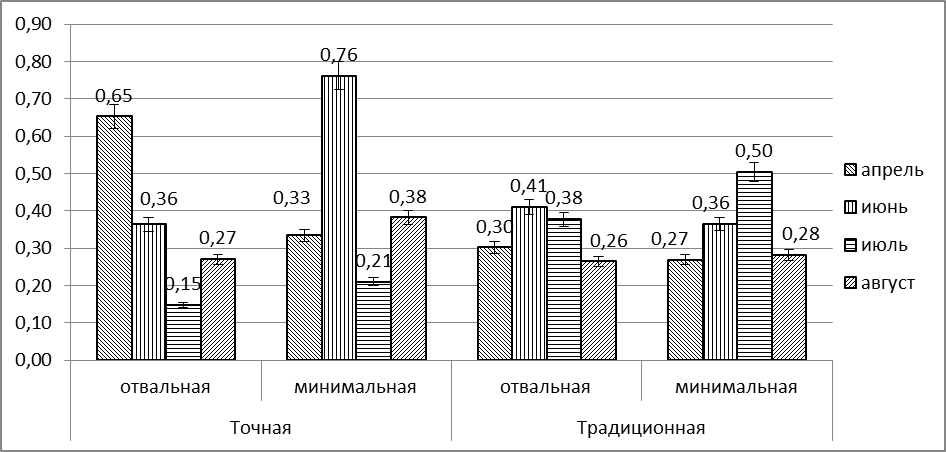 0,90
0,80
0,70
0,60
0,50
0,40
0,30
0,20
0,10
0,00
0,65
0,36
0,15
0,27
0,33
0,76
0,21
0,38
0,30
0,41
0,38
0,26
0,27
0,36
0,50
0,28
отвальная
минимальная
отвальная
минимальная
Точная
Традиционная
апрель
июнь
июль
август